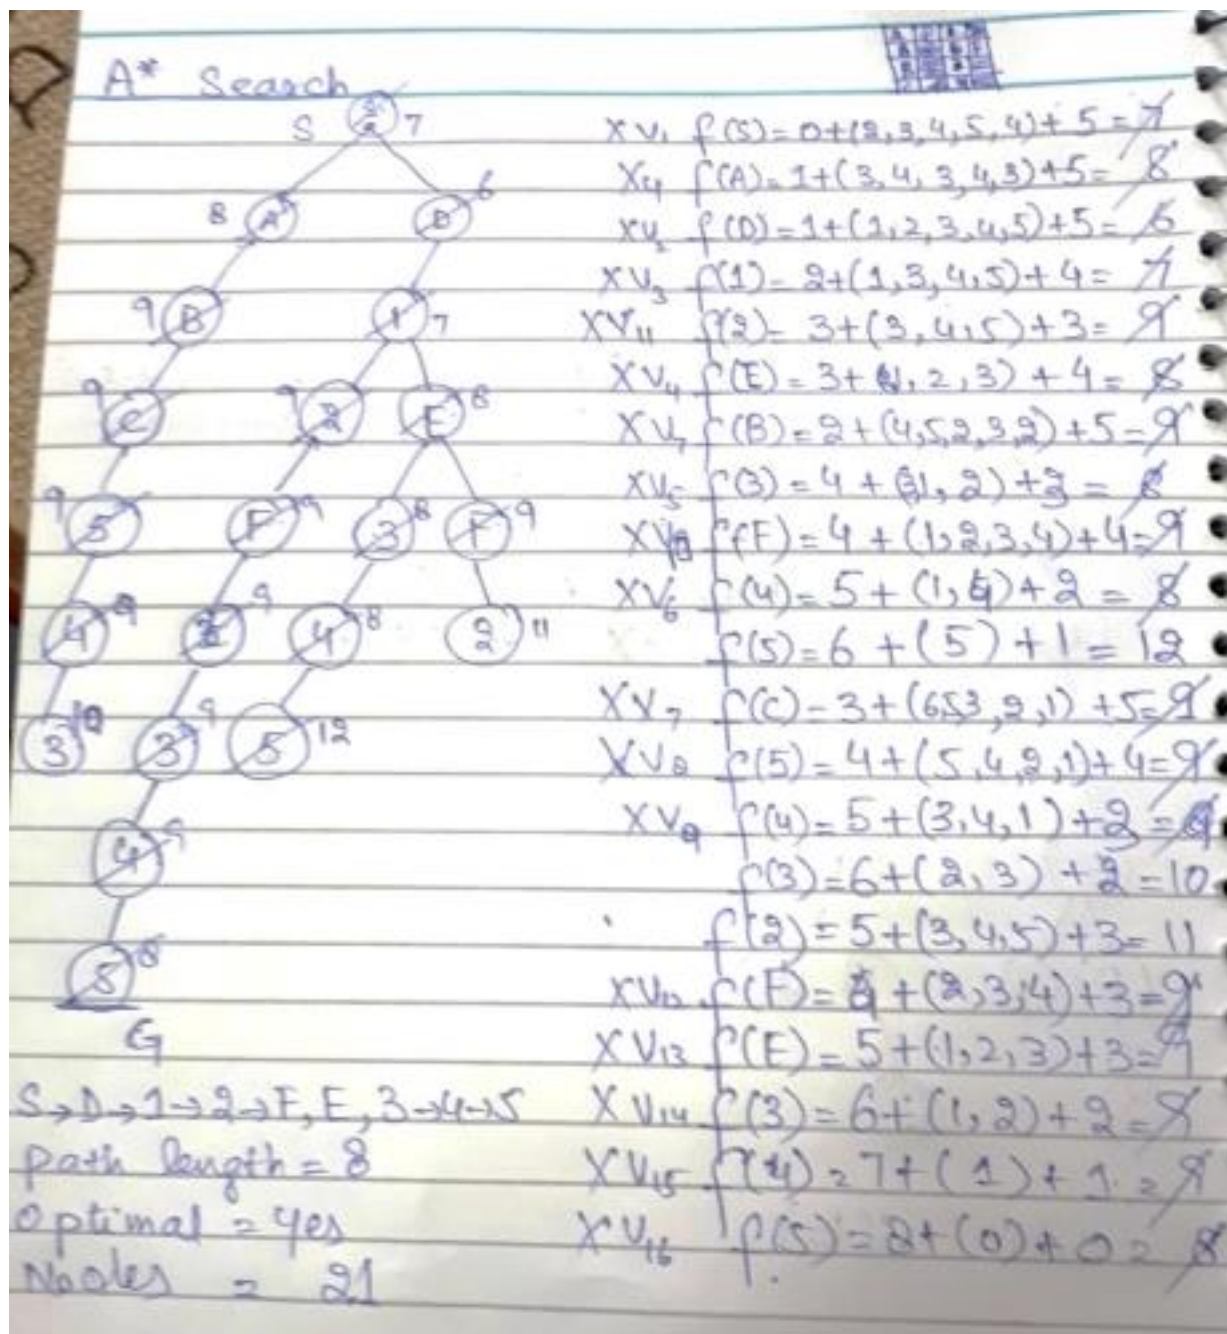 A* Search
S 7
8 A D 6
9 B 1 7
9 C 9 2 E 8
9 5 F 9 3 8 F 9
4 9 9 4 8 2 11
3 10 3 9 5 12
4 9
5 8
G
S→D→1→2→F, E, 3→4→5
Path length = 8
Optimal = Yes
Nodes = 21
XV1 f(S)=0+(2,3,4,5,4)+5=7
X4 f(A)=1+(3,4,3,4,3)+5=8
XV2 f(D)=1+(1,2,3,4,5)+5=6
XV3 f(1)=2+(1,3,4,5)+4=7
XV11 f(2)=3+(3,4,5)+3=9
XV4 f(E)=3+(1,2,3)+4=8
XV7 f(B)=2+(4,5,2,3,2)+5=9
XV5 f(3)=4+(1,2)+3=8
f(F)=4+(1,2,3,4)+4=9
XV6 f(4)=5+(1,4)+2=8
f(5)=6+(5)+1=12
XV7 f(C)=3+(653,2,1)+5=9
XV8 f(5)=4+(5,4,2,1)+4=9
XV9 f(4)=5+(3,4,1)+3=9
f(3)=6+(2,3)+2=10
f(2)=5+(3,4,5)+3=11
XV12 f(F)=4+(2,3,4)+3=9
XV13 f(E)=5+(1,2,3)+3=9
XV14 f(3)=6+(1,2)+2=9
XV15 f(4)=7+(1)+1=9
XV16 f(5)=8+(0)+0=8